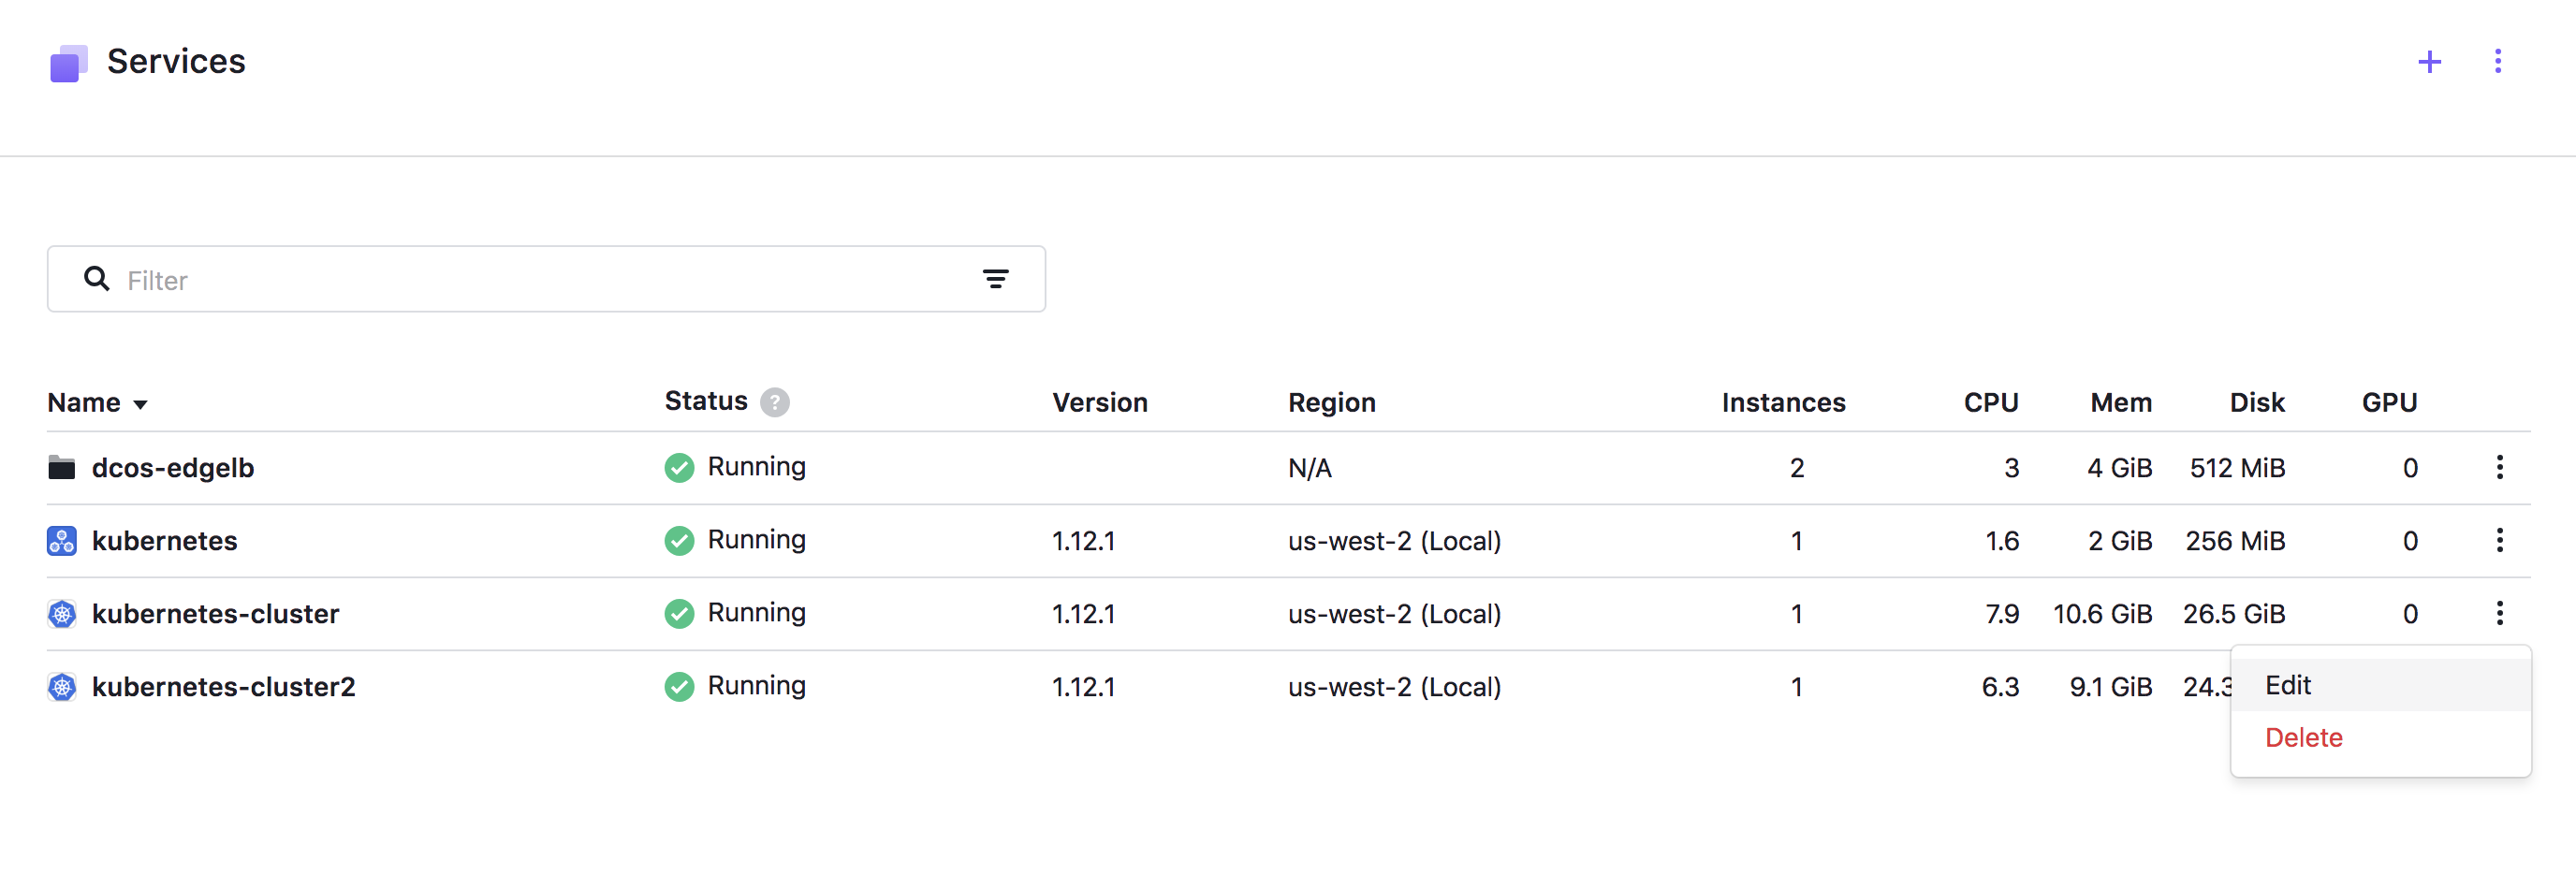 Services
Filter
Name Status ? Version Region Instances CPU Mem Disk GPU
dcos-edgelb Running N/A 2 3 4 GiB 512 MiB 0
kubernetes Running 1.12.1 us-west-2 (Local) 1 1.6 2 GiB 256 MiB 0
kubernetes-cluster Running 1.12.1 us-west-2 (Local) 1 7.9 10.6 GiB 26.5 GiB 0
kubernetes-cluster2 Running 1.12.1 us-west-2 (Local) 1 6.3 9.1 GiB 24.3
Edit
Delete